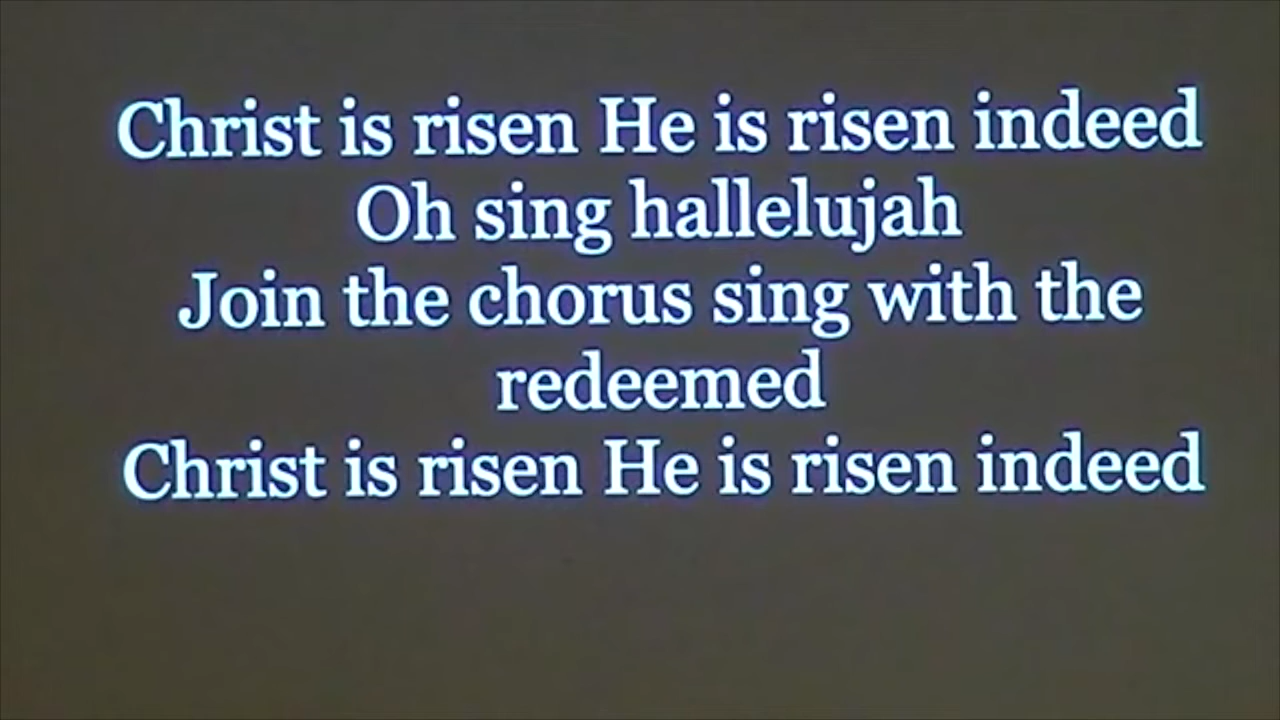 Christ is risen He is risen indeed
Oh sing hallelujah
Join the chorus sing with the
redeemed
Christ is risen He is risen indeed